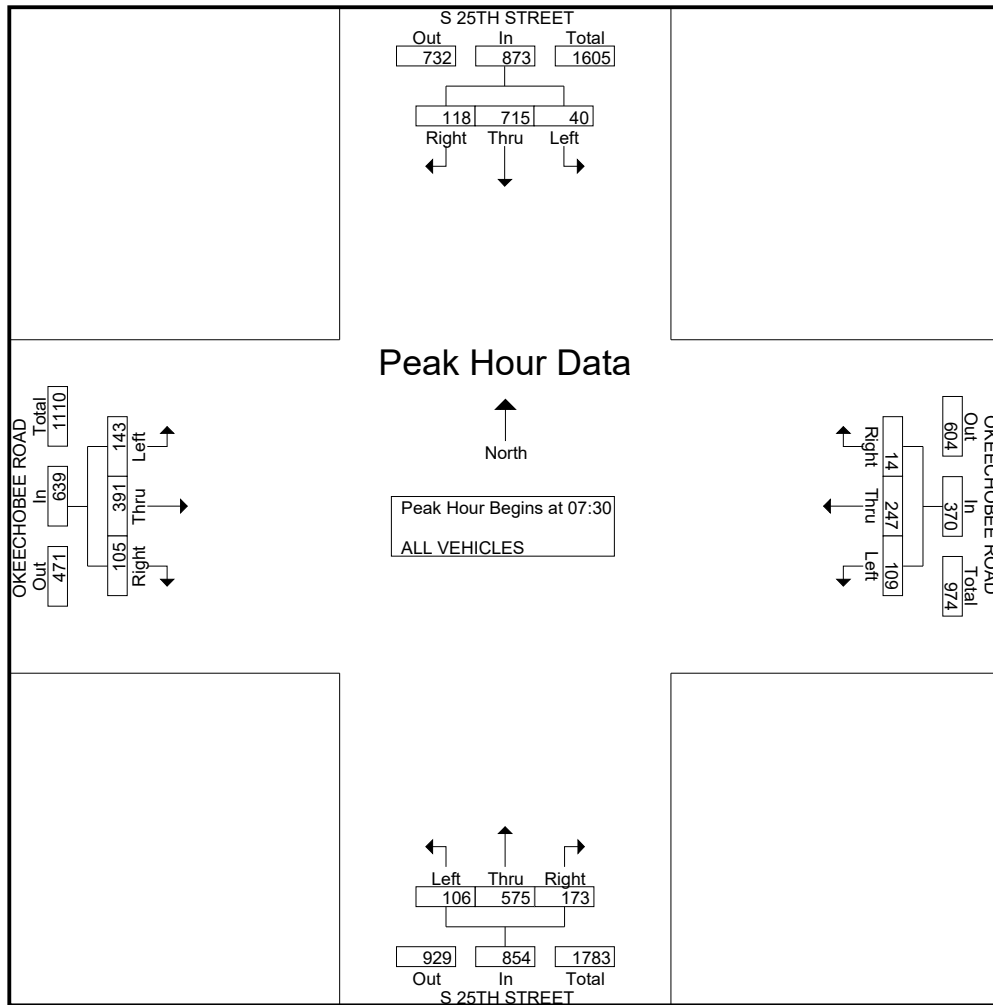 S 25TH STREET
Out In Total
732 873 1605
118 715 40
Right Thru Left
Peak Hour Data
North
Peak Hour Begins at 07:30
ALL VEHICLES
OKEECHOBEE ROAD
Total In Out
1110 639 471
143 391 105
Left Thru Right
OKEECHOBEE ROAD
Out In Total
604 370 974
14 247 109
Right Thru Left
Left Thru Right
106 575 173
929 854 1783
Out In Total
S 25TH STREET